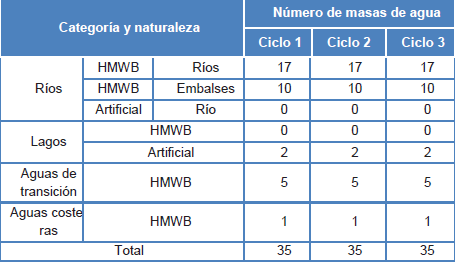 Categoría y naturaleza Número de masas de agua
Ciclo 1 Ciclo 2 Ciclo 3
Ríos HMWB Ríos 17 17 17
HMWB Embalses 10 10 10
Artificial Río 0 0 0
Lagos HMWB 0 0 0
Artificial 2 2 2
Aguas de
transición HMWB 5 5 5
Aguas coste
ras HMWB 1 1 1
Total 35 35 35